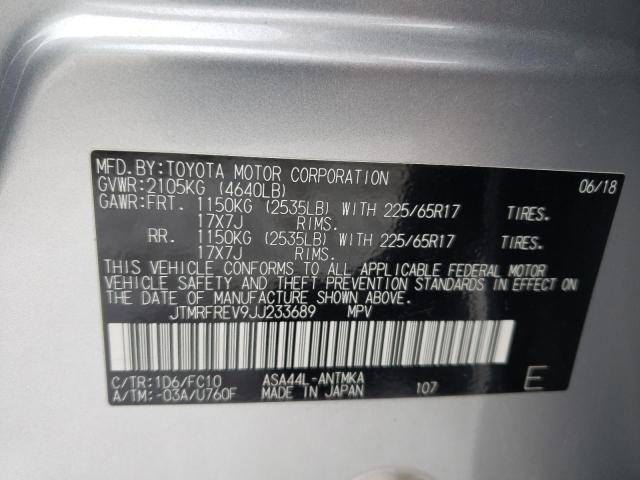 MFD.BY:TOYOTA MOTOR CORPORATION 06/18
GVWR:2105KG (4640LB)
GAWR:FRT. 1150KG (2535LB) WITH 225/65R17 TIRES.
17X7J RIMS.
RR. 1150KG (2535LB) WITH 225/65R17 TIRES.
17X7J RIMS.
THIS VEHICLE CONFORMS TO ALL APPLICABLE FEDERAL MOTOR
VEHICLE SAFETY AND THEFT PREVENTION STANDARDS IN EFFECT ON
THE DATE OF MANUFACTURE SHOWN ABOVE.
JTMRFREV9JJ233689 MPV
C/TR:1D6/FC10 ASA44L-ANTMKA
A/TM:-03A/U760F MADE IN JAPAN 107 E